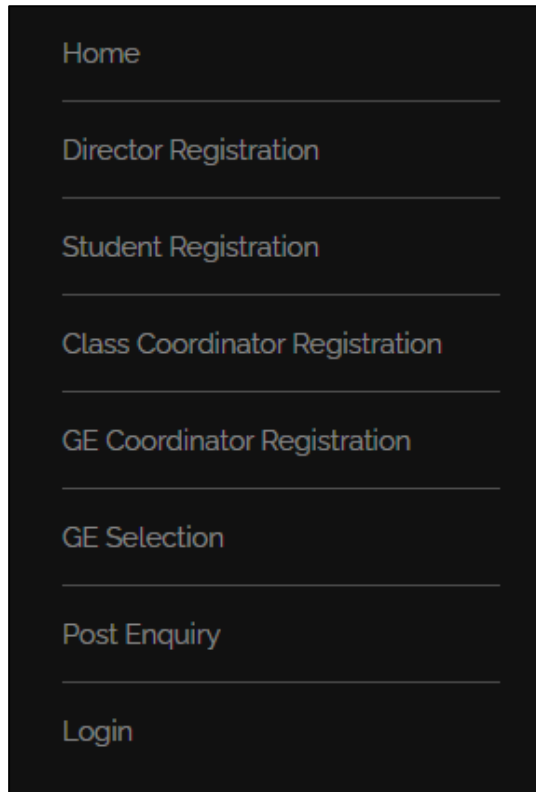 Home
Director Registration
Student Registration
Class Coordinator Registration
GE Coordinator Registration
GE Selection
Post Enquiry
Login